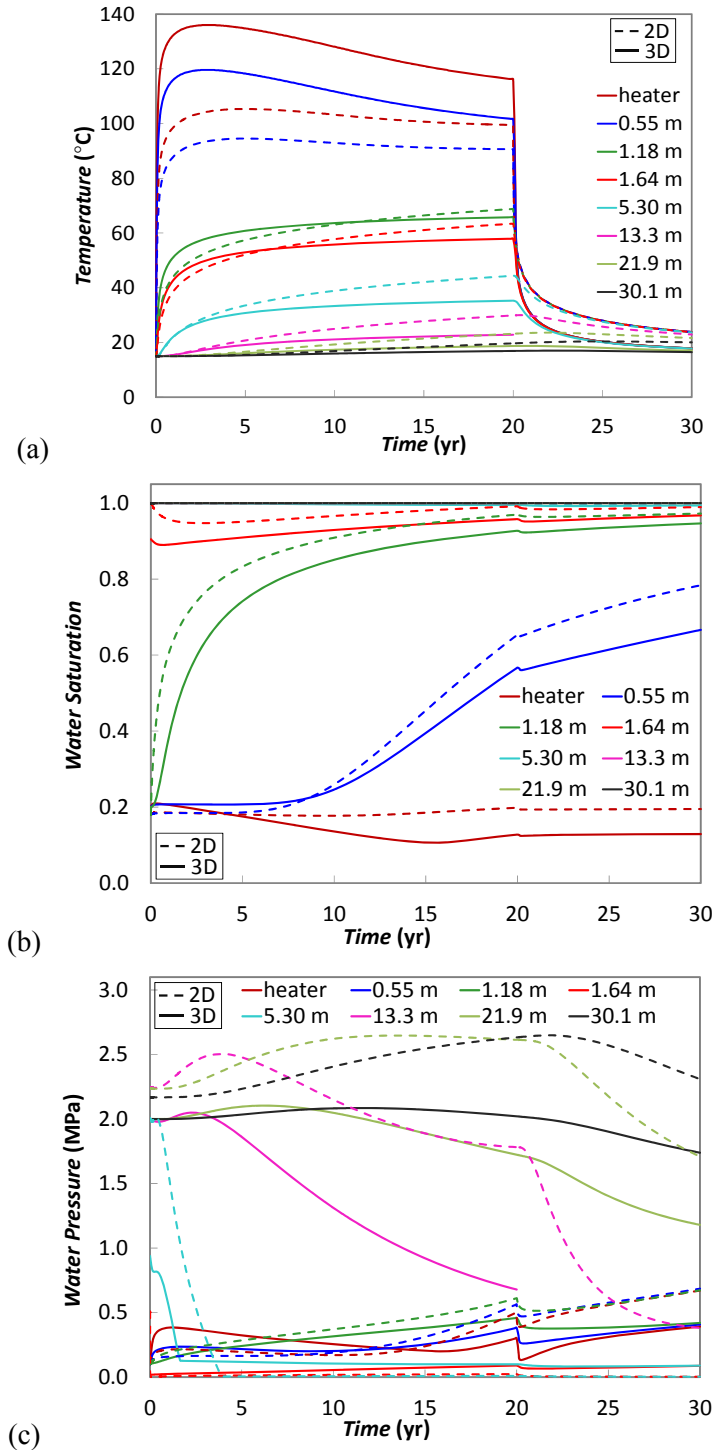 140
120
100
80
60
40
20
0
Temperature (°C)
2D
3D
heater
0.55 m
1.18 m
1.64 m
5.30 m
13.3 m
21.9 m
30.1 m
0 5 10 15 20 25 30
Time (yr)
(a)
1.0
0.8
0.6
0.4
0.2
0.0
Water Saturation
heater 0.55 m
1.18 m 1.64 m
5.30 m 13.3 m
21.9 m 30.1 m
2D
3D
0 5 10 15 20 25 30
Time (yr)
(b)
3.0
2.5
2.0
1.5
1.0
0.5
0.0
Water Pressure (MPa)
2D heater 0.55 m 1.18 m 1.64 m
3D 5.30 m 13.3 m 21.9 m 30.1 m
0 5 10 15 20 25 30
Time (yr)
(c)